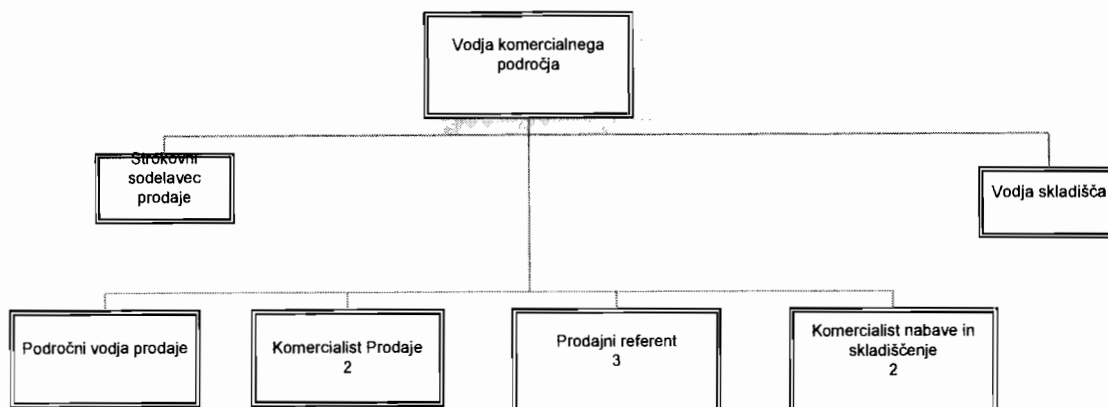 Vodja komercialnega
področja
Strokovni
sodelavec
prodaje
Vodja skladišča
Področni vodja prodaje
Komercialist Prodaje
2
Prodajni referent
3
Komercialist nabave in
skladiščenje
2